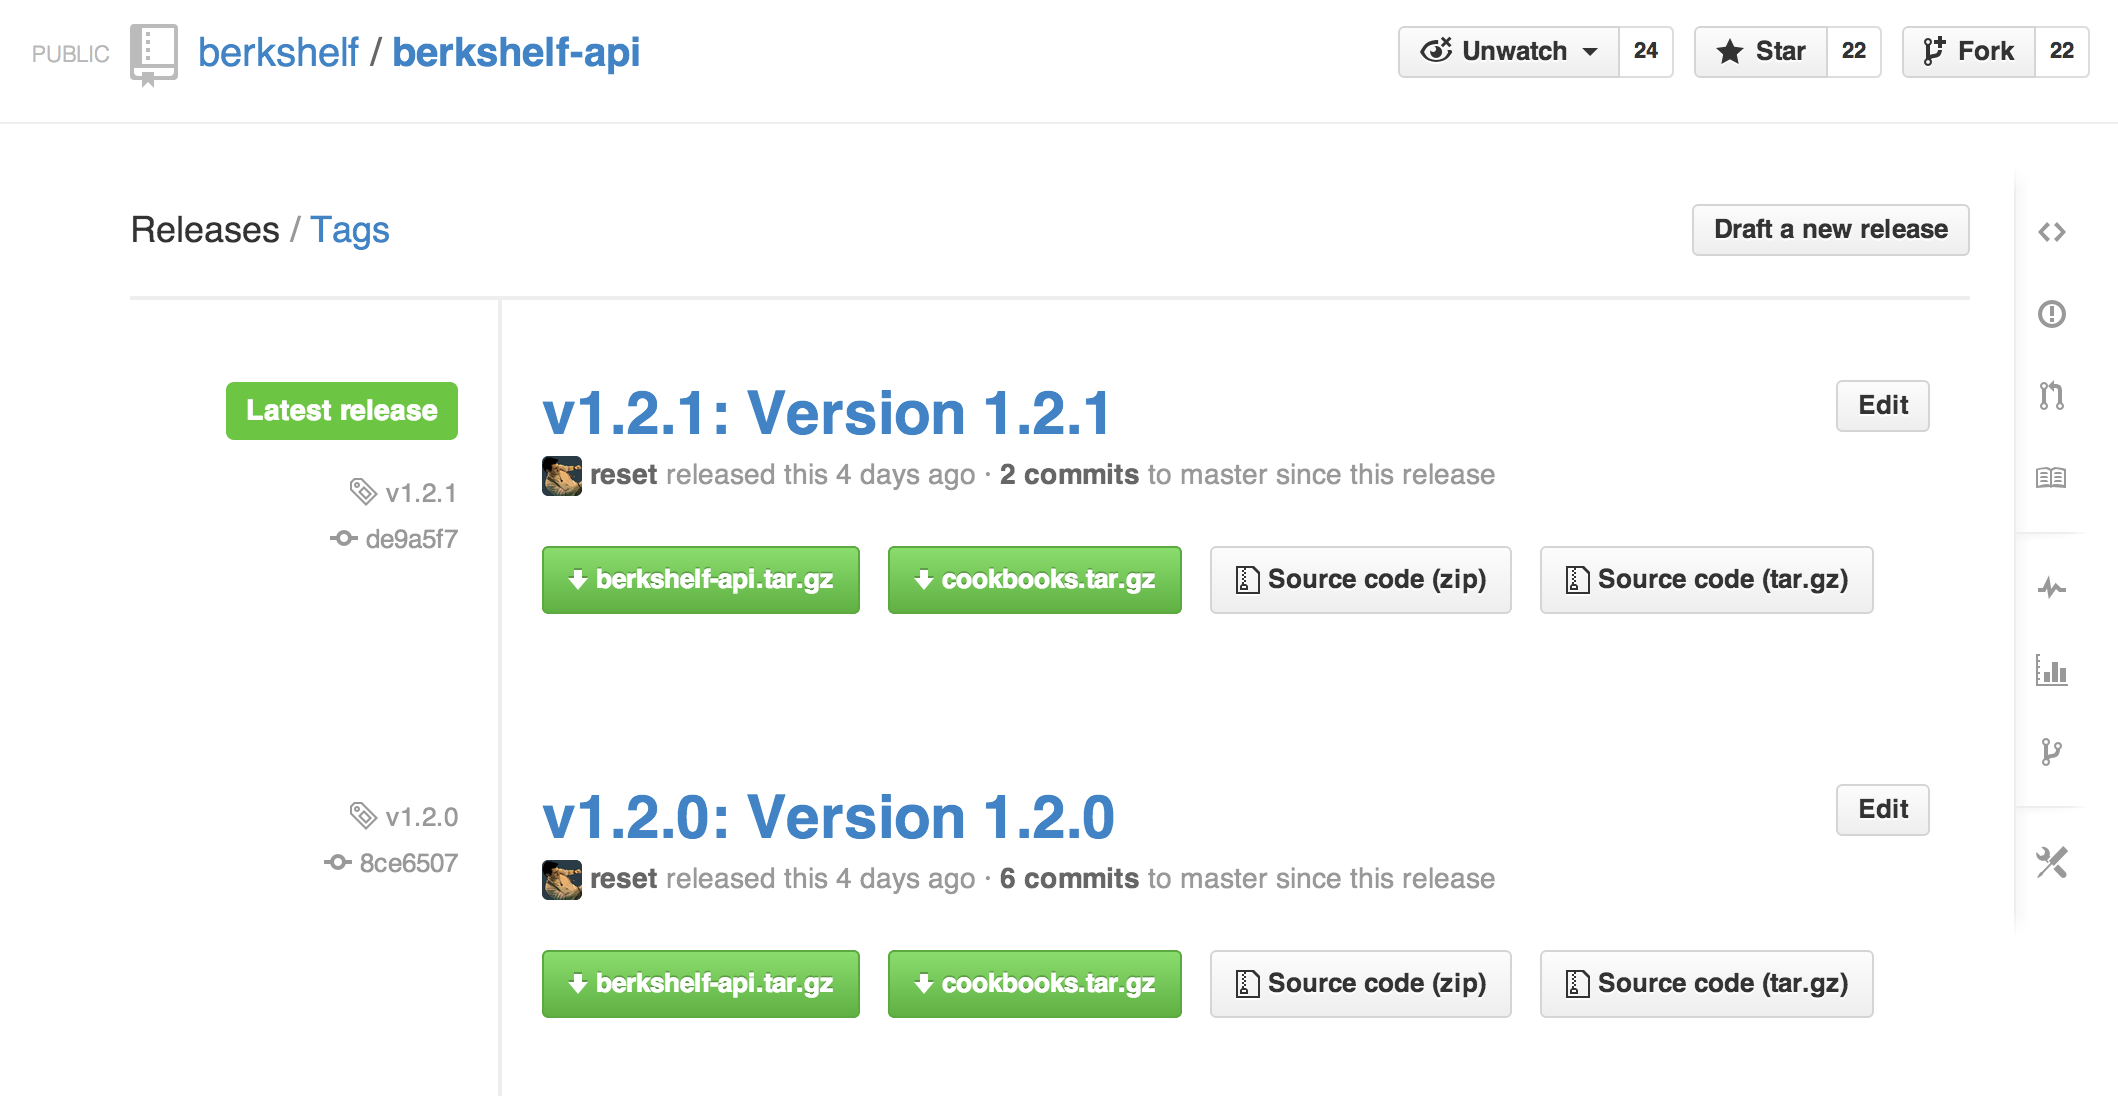 PUBLIC berkshelf / berkshelf-api Unwatch 24 Star 22 Fork 22
Releases / Tags Draft a new release
Latest release
v1.2.1
de9a5f7
v1.2.1: Version 1.2.1 Edit
reset released this 4 days ago · 2 commits to master since this release
berkshelf-api.tar.gz cookbooks.tar.gz Source code (zip) Source code (tar.gz)
v1.2.0
8ce6507
v1.2.0: Version 1.2.0 Edit
reset released this 4 days ago · 6 commits to master since this release
berkshelf-api.tar.gz cookbooks.tar.gz Source code (zip) Source code (tar.gz)